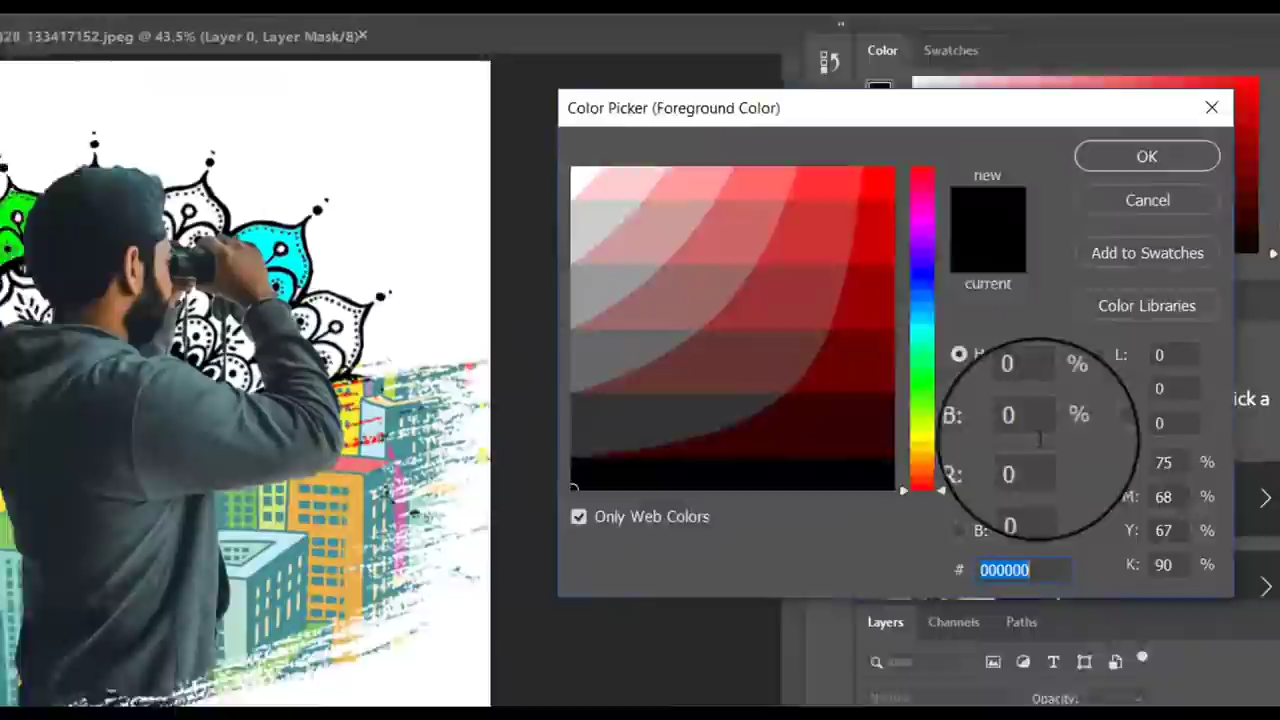 _133417152.jpeg @ 43.5% (Layer 0, Layer Mask/8)
Color Swatches
Color Picker (Foreground Color)
OK
new
Cancel
Add to Swatches
current
Color Libraries
0 % L: 0
0
B: 0 % 0
R: 0 75 %
M: 68 %
B: 0 Y: 67 %
# 000000 K: 90 %
Only Web Colors
ick a
Layers Channels Paths
Opacity: